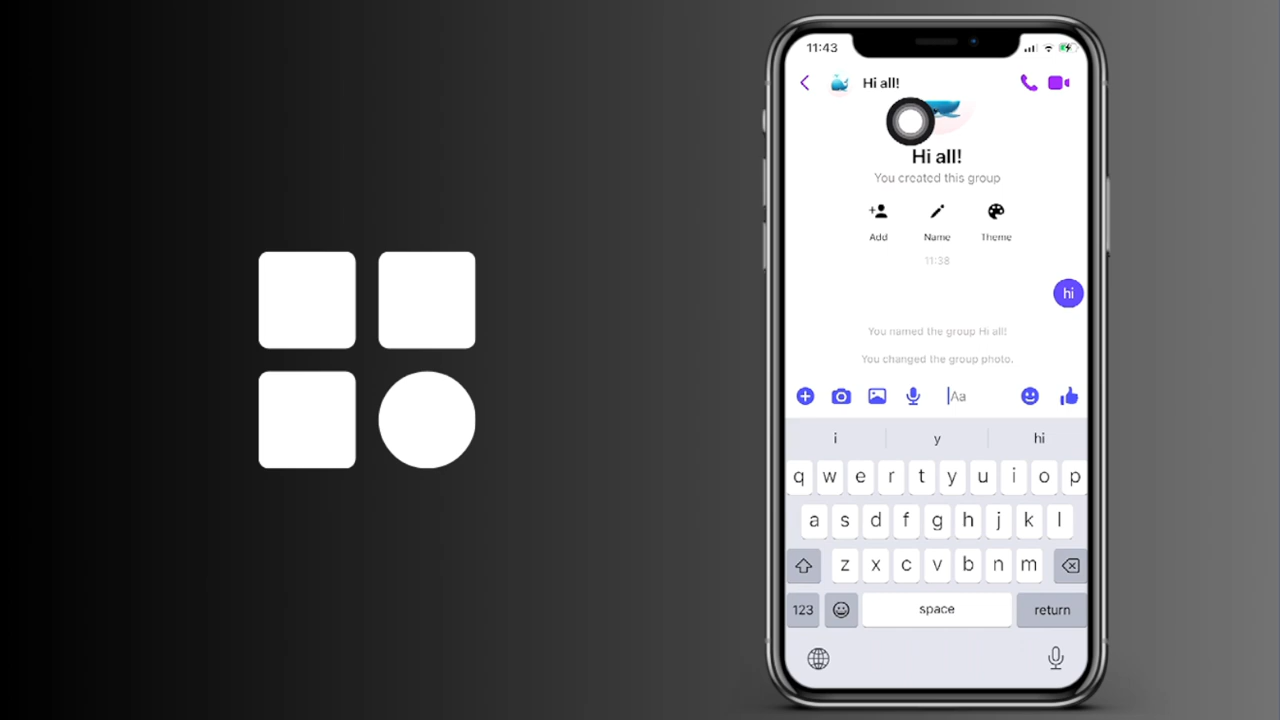 11:43
Hi all!
Hi all!
You created this group
Add Name Theme
11:38
hi
You named the group Hi all!
You changed the group photo.
Aa
i y hi
q w e r t y u i o p
a s d f g h j k l
z x c v b n m
123 space return